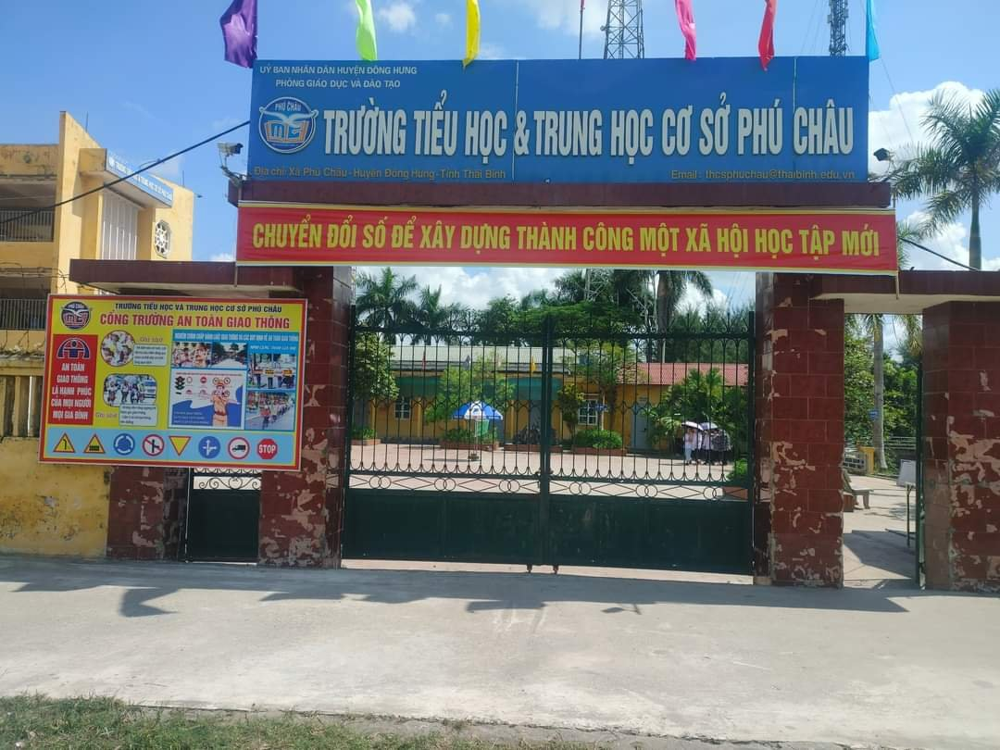 UỶ BAN NHÂN DÂN HUYỆN ĐÔNG HƯNG
PHÒNG GIÁO DỤC VÀ ĐÀO TẠO
PHÚ CHÂU
TRƯỜNG TIỂU HỌC & TRUNG HỌC CƠ SỞ PHÚ CHÂU
Địa chỉ: Xã Phú Châu - Huyện Đông Hưng - Tỉnh Thái Bình
Email: thcsphuchau@thaibinh.edu.vn
CHUYỂN ĐỔI SỐ ĐỂ XÂY DỰNG THÀNH CÔNG MỘT XÃ HỘI HỌC TẬP MỚI
TRƯỜNG TIỂU HỌC VÀ TRUNG HỌC CƠ SỞ PHÚ CHÂU
CỔNG TRƯỜNG AN TOÀN GIAO THÔNG
AN TOÀN
GIAO THÔNG
LÀ HẠNH PHÚC
CỦA MỌI NGƯỜI
MỌI GIA ĐÌNH
Ghi nhớ
Ghi nhớ
STOP